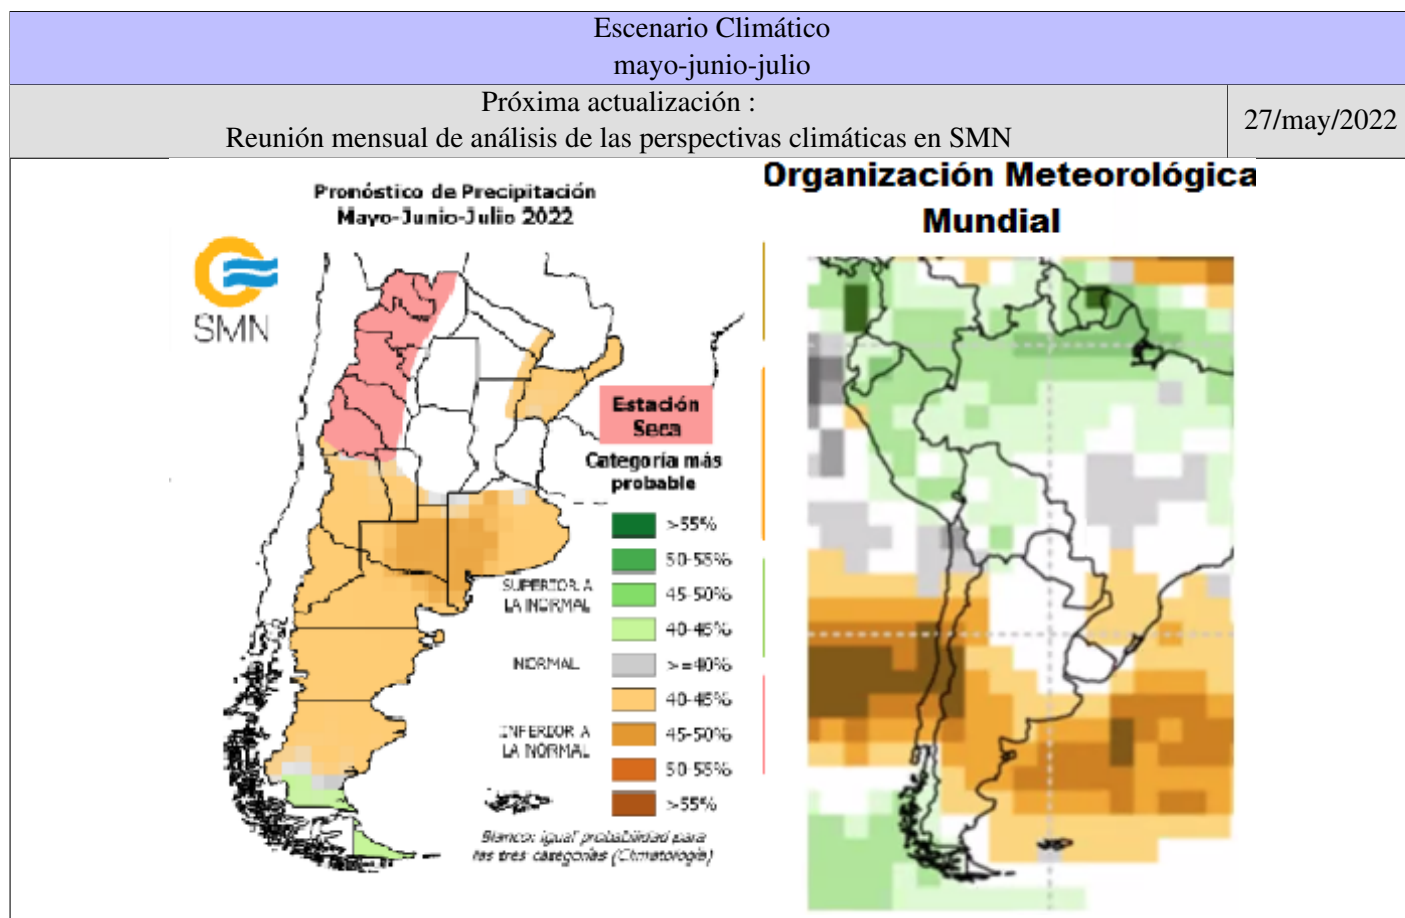 Escenario Climático
mayo-junio-julio
Próxima actualización :
Reunión mensual de análisis de las perspectivas climáticas en SMN
27/may/2022
Pronóstico de Precipitación
Mayo-Junio-Julio 2022
SMN
Estación
Seca
Categoría más
probable
>55%
50-55%
SUPERIOR A
LA NORMAL
45-50%
40-45%
NORMAL
>=40%
40-45%
INFERIOR A
LA NORMAL
45-50%
50-55%
>55%
Blanco: igual probabilidad para
las tres categorías (Climatología)
Organización Meteorológica
Mundial